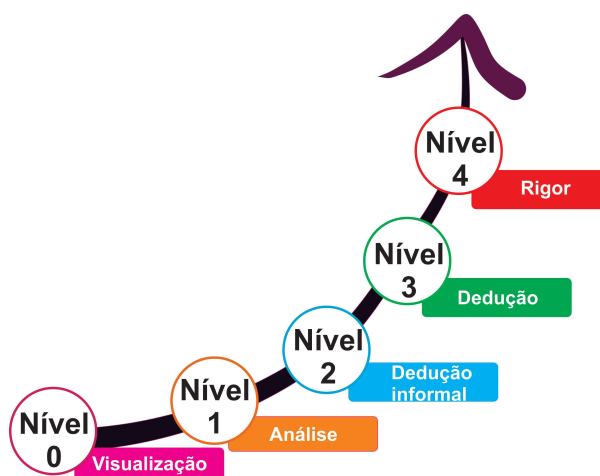 Nível
4
Rigor
Nível
3
Dedução
Nível
2
Dedução
informal
Nível
1
Análise
Nível
0
Visualização